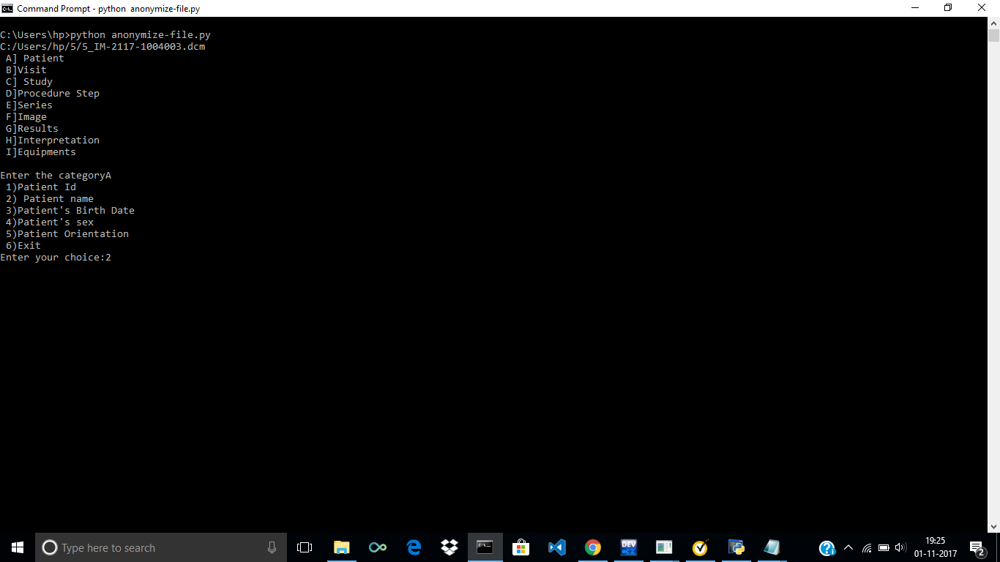 Command Prompt - python  anonymize-file.py
C:\Users\hp>python anonymize-file.py
C:/Users/hp/5/5_IM-2117-1004003.dcm
 A] Patient
 B]Visit
 C] Study
 D]Procedure Step
 E]Series
 F]Image
 G]Results
 H]Interpretation
 I]Equipments
Enter the categoryA
 1)Patient Id
 2) Patient name
 3)Patient's Birth Date
 4)Patient's sex
 5)Patient Orientation
 6)Exit
Enter your choice:2
Type here to search
DEV
19:25
01-11-2017
2